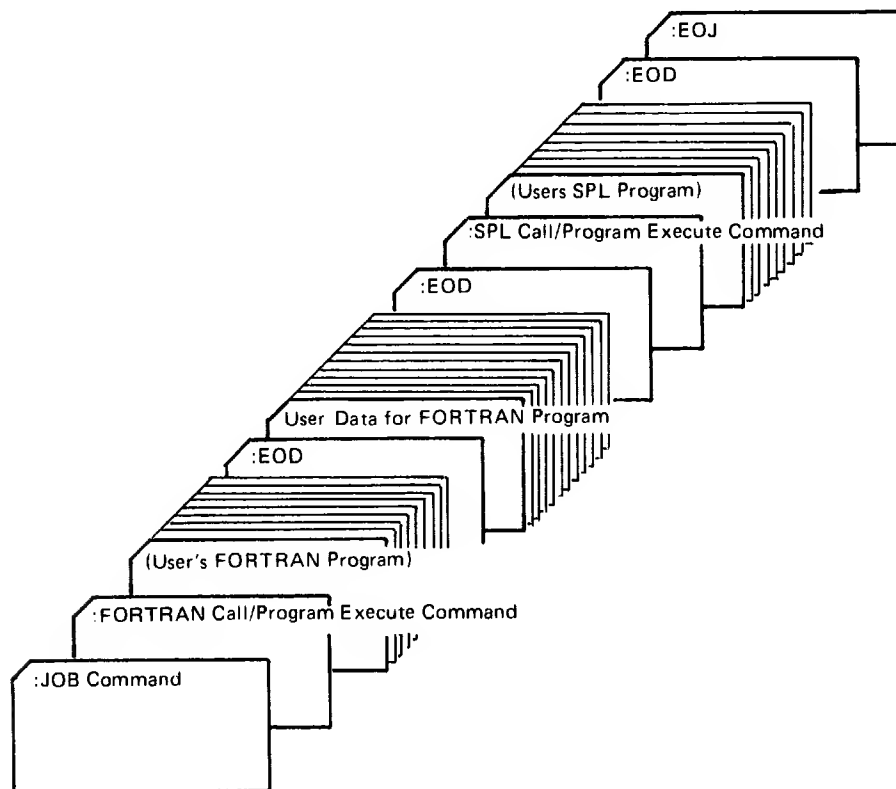 :EOJ
:EOD
(Users SPL Program)
:SPL Call/Program Execute Command
:EOD
User Data for FORTRAN Program
:EOD
(User's FORTRAN Program)
:FORTRAN Call/Program Execute Command
:JOB Command